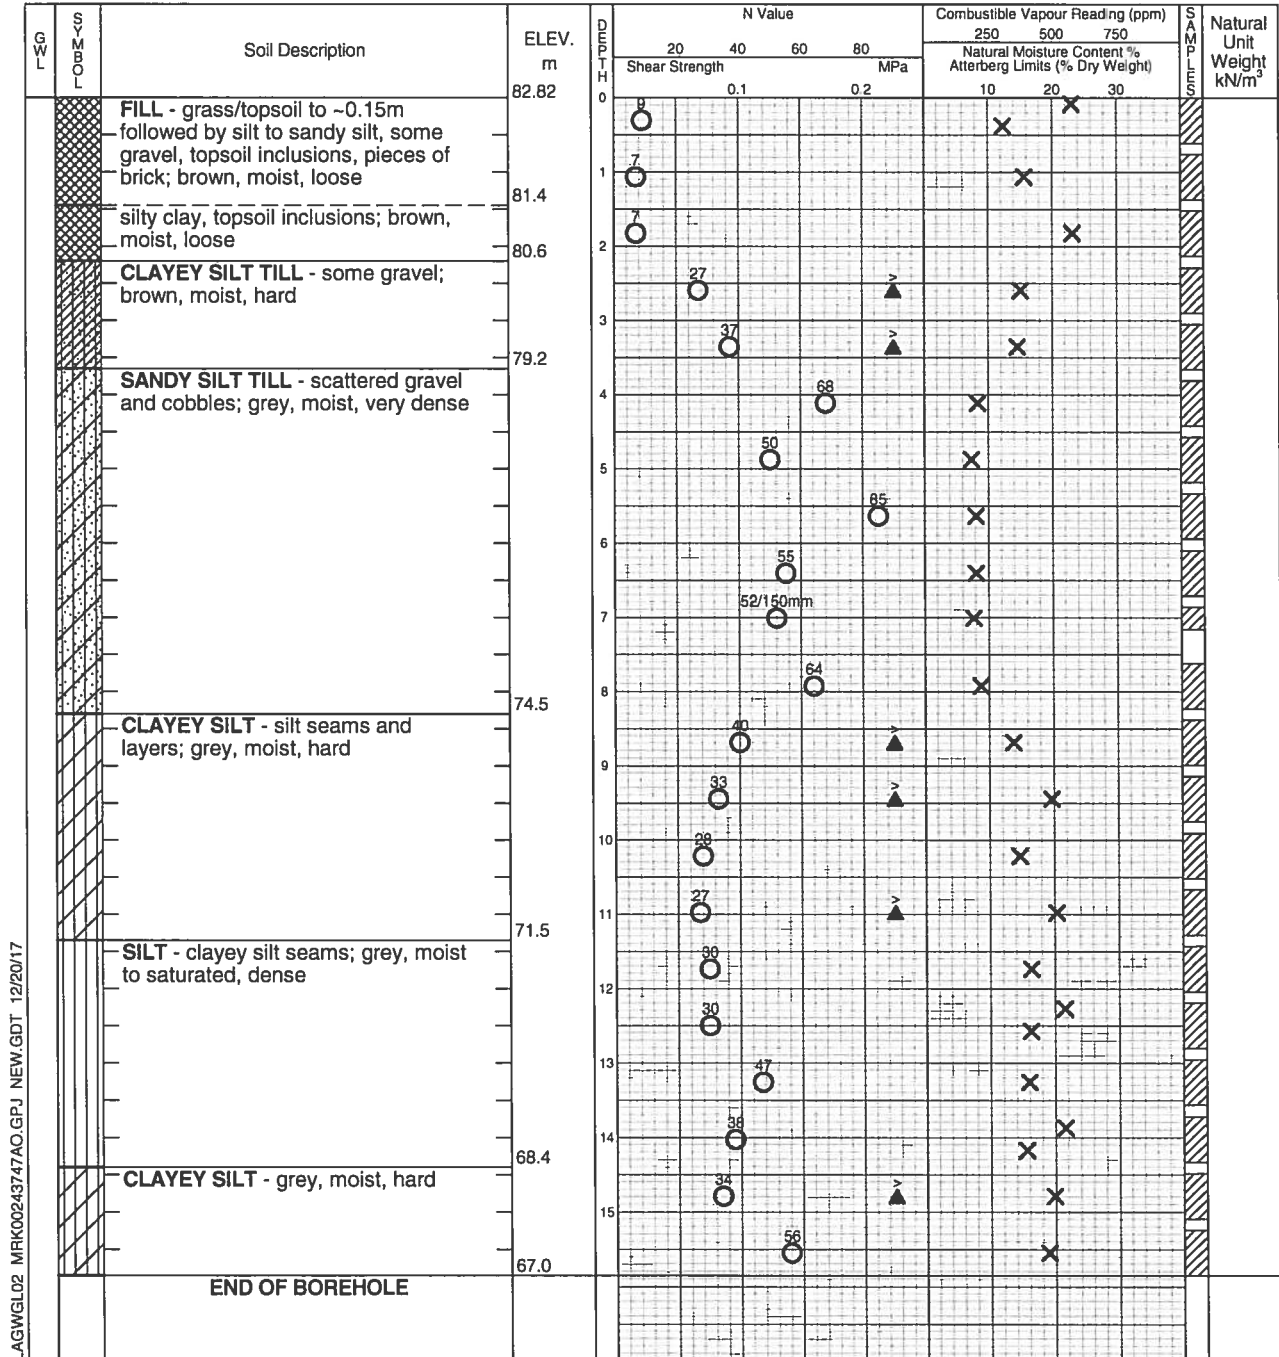 GWL
SYMBOL
Soil Description
ELEV.
m
DEPTH
N Value
20 40 60 80
Shear Strength MPa
0.1 0.2
Combustible Vapour Reading (ppm)
250 500 750
Natural Moisture Content %
Atterberg Limits (% Dry Weight)
10 20 30
SAMPLES
Natural
Unit
Weight
kN/m³
82.82
0
FILL - grass/topsoil to ~0.15m
followed by silt to sandy silt, some
gravel, topsoil inclusions, pieces of
brick; brown, moist, loose
9
7
1
81.4
silty clay, topsoil inclusions; brown,
moist, loose
7
2
80.6
CLAYEY SILT TILL - some gravel;
brown, moist, hard
27 >
3
37 >
79.2
SANDY SILT TILL - scattered gravel
and cobbles; grey, moist, very dense
68
4
50
5
85
6
55
52/150mm
7
64
8
74.5
CLAYEY SILT - silt seams and
layers; grey, moist, hard
40 >
9
33 >
10
28
27 >
11
71.5
SILT - clayey silt seams; grey, moist
to saturated, dense
30
12
30
13
47
38
14
68.4
CLAYEY SILT - grey, moist, hard
34 >
15
56
67.0
END OF BOREHOLE
AGWGL02 MRK00243747AO.GPJ NEW.GDT 12/20/17